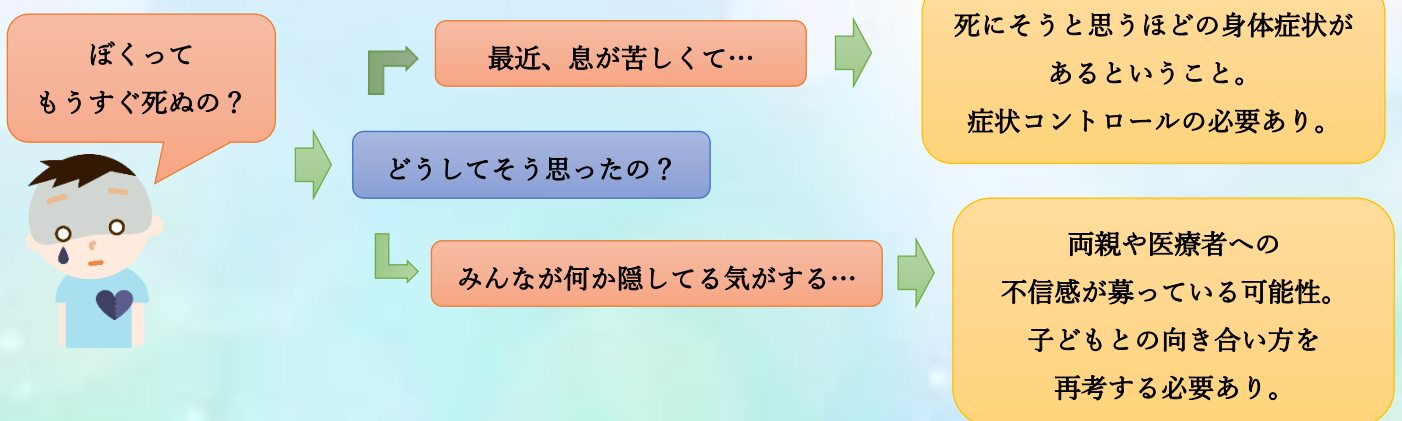 ぼくって
もうすぐ死ぬの？
どうしてそう思ったの？
最近、息が苦しくて…
死にそうと思うほどの身体症状が
あるということ。
症状コントロールの必要あり。
みんなが何か隠してる気がする…
両親や医療者への
不信感が募っている可能性。
子どもとの向き合い方を
再考する必要あり。